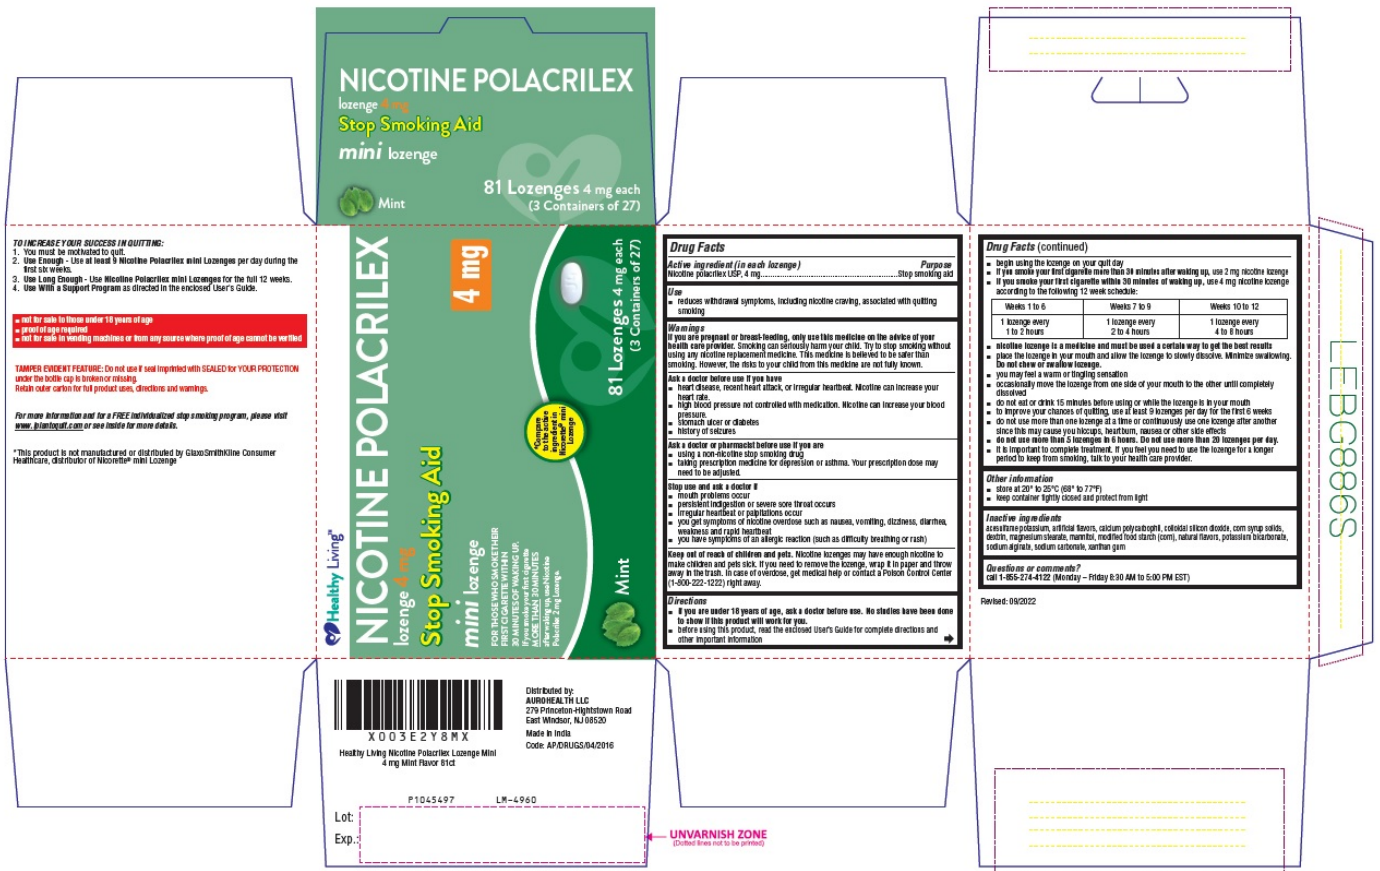 NICOTINE POLACRILEX
lozenge 4 mg
Stop Smoking Aid
mini lozenge
Mint
81 Lozenges 4 mg each
(3 Containers of 27)
TO INCREASE YOUR SUCCESS IN QUITTING:
1. You must be motivated to quit.
2. Use Enough - Use at least 9 Nicotine Polacrilex mini Lozenges per day during the
first six weeks.
3. Use Long Enough - Use Nicotine Polacrilex mini Lozenges for the full 12 weeks.
4. Use With a Support Program as directed in the enclosed User's Guide.
▪ not for sale to those under 18 years of age
▪ proof of age required
▪ not for sale in vending machines or from any source where proof of age cannot be verified
TAMPER EVIDENT FEATURE: Do not use if seal imprinted with SEALED for YOUR PROTECTION
under the bottle cap is broken or missing.
Retain outer carton for full product uses, directions and warnings.
For more information and for a FREE individualized stop smoking program, please visit
www. iplantoquit.com or see inside for more details.
*This product is not manufactured or distributed by GlaxoSmithKline Consumer
Healthcare, distributor of Nicorette® mini Lozenge
Healthy Living™
NICOTINE POLACRILEX
lozenge 4 mg
Stop Smoking Aid
mini lozenge
FOR THOSE WHO SMOKE THEIR
FIRST CIGARETTE WITHIN
30 MINUTES OF WAKING UP.
If you smoke your first cigarette
MORE THAN 30 MINUTES
after waking up, use Nicotine
Polacrilex 2 mg Lozenge.
4 mg
*Compare
to the active
ingredient in
Nicorette® mini
Lozenge
81 Lozenges 4 mg each
(3 Containers of 27)
Mint
Drug Facts
Active ingredient (in each lozenge) Purpose
Nicotine polacrilex USP, 4 mg....Stop smoking aid
Use
▪ reduces withdrawal symptoms, including nicotine craving, associated with quitting
smoking
Warnings
If you are pregnant or breast-feeding, only use this medicine on the advice of your
health care provider. Smoking can seriously harm your child. Try to stop smoking without
using any nicotine replacement medicine. This medicine is believed to be safer than
smoking. However, the risks to your child from this medicine are not fully known.
Ask a doctor before use if you have
▪ heart disease, recent heart attack, or irregular heartbeat. Nicotine can increase your
heart rate.
▪ high blood pressure not controlled with medication. Nicotine can increase your blood
pressure.
▪ stomach ulcer or diabetes
▪ history of seizures
Ask a doctor or pharmacist before use if you are
▪ using a non-nicotine stop smoking drug
▪ taking prescription medicine for depression or asthma. Your prescription dose may
need to be adjusted.
Stop use and ask a doctor if
▪ mouth problems occur
▪ persistent indigestion or severe sore throat occurs
▪ irregular heartbeat or palpitations occur
▪ you get symptoms of nicotine overdose such as nausea, vomiting, dizziness, diarrhea,
weakness and rapid heartbeat
▪ you have symptoms of an allergic reaction (such as difficulty breathing or rash)
Keep out of reach of children and pets. Nicotine lozenges may have enough nicotine to
make children and pets sick. If you need to remove the lozenge, wrap it in paper and throw
away in the trash. In case of overdose, get medical help or contact a Poison Control Center
(1-800-222-1222) right away.
Directions
▪ if you are under 18 years of age, ask a doctor before use. No studies have been done
to show if this product will work for you.
▪ before using this product, read the enclosed User's Guide for complete directions and
other important information
Drug Facts (continued)
▪ begin using the lozenge on your quit day
▪ if you smoke your first cigarette more than 30 minutes after waking up, use 2 mg nicotine lozenge
▪ if you smoke your first cigarette within 30 minutes of waking up, use 4 mg nicotine lozenge
according to the following 12 week schedule:
Weeks 1 to 6 Weeks 7 to 9 Weeks 10 to 12
1 lozenge every 1 lozenge every 1 lozenge every
1 to 2 hours 2 to 4 hours 4 to 8 hours
▪ nicotine lozenge is a medicine and must be used a certain way to get the best results
▪ place the lozenge in your mouth and allow the lozenge to slowly dissolve. Minimize swallowing.
Do not chew or swallow lozenge.
▪ you may feel a warm or tingling sensation
▪ occasionally move the lozenge from one side of your mouth to the other until completely
dissolved
▪ do not eat or drink 15 minutes before using or while the lozenge is in your mouth
▪ to improve your chances of quitting, use at least 9 lozenges per day for the first 6 weeks
▪ do not use more than one lozenge at a time or continuously use one lozenge after another
since this may cause you hiccups, heartburn, nausea or other side effects
▪ do not use more than 5 lozenges in 6 hours. Do not use more than 20 lozenges per day.
▪ it is important to complete treatment. If you feel you need to use the lozenge for a longer
period to keep from smoking, talk to your health care provider.
Other information
▪ store at 20° to 25°C (68° to 77°F)
▪ keep container tightly closed and protect from light
Inactive ingredients
acesulfame potassium, artificial flavors, calcium polycarbophil, colloidal silicon dioxide, corn syrup solids,
dextrin, magnesium stearate, mannitol, modified food starch (corn), natural flavors, potassium bicarbonate,
sodium alginate, sodium carbonate, xanthan gum
Questions or comments?
call 1-855-274-4122 (Monday – Friday 8:30 AM to 5:00 PM EST)
Revised: 09/2022
LEBG886S
X003E2Y8MX
Healthy Living Nicotine Polacrilex Lozenge Mini
4 mg Mint Flavor 81ct
Distributed by:
AUROHEALTH LLC
279 Princeton-Hightstown Road
East Windsor, NJ 08520
Made in India
Code: AP/DRUGS/04/2016
P1045497 LM-4960
Lot:
Exp.:
UNVARNISH ZONE
(Dotted lines not to be printed)